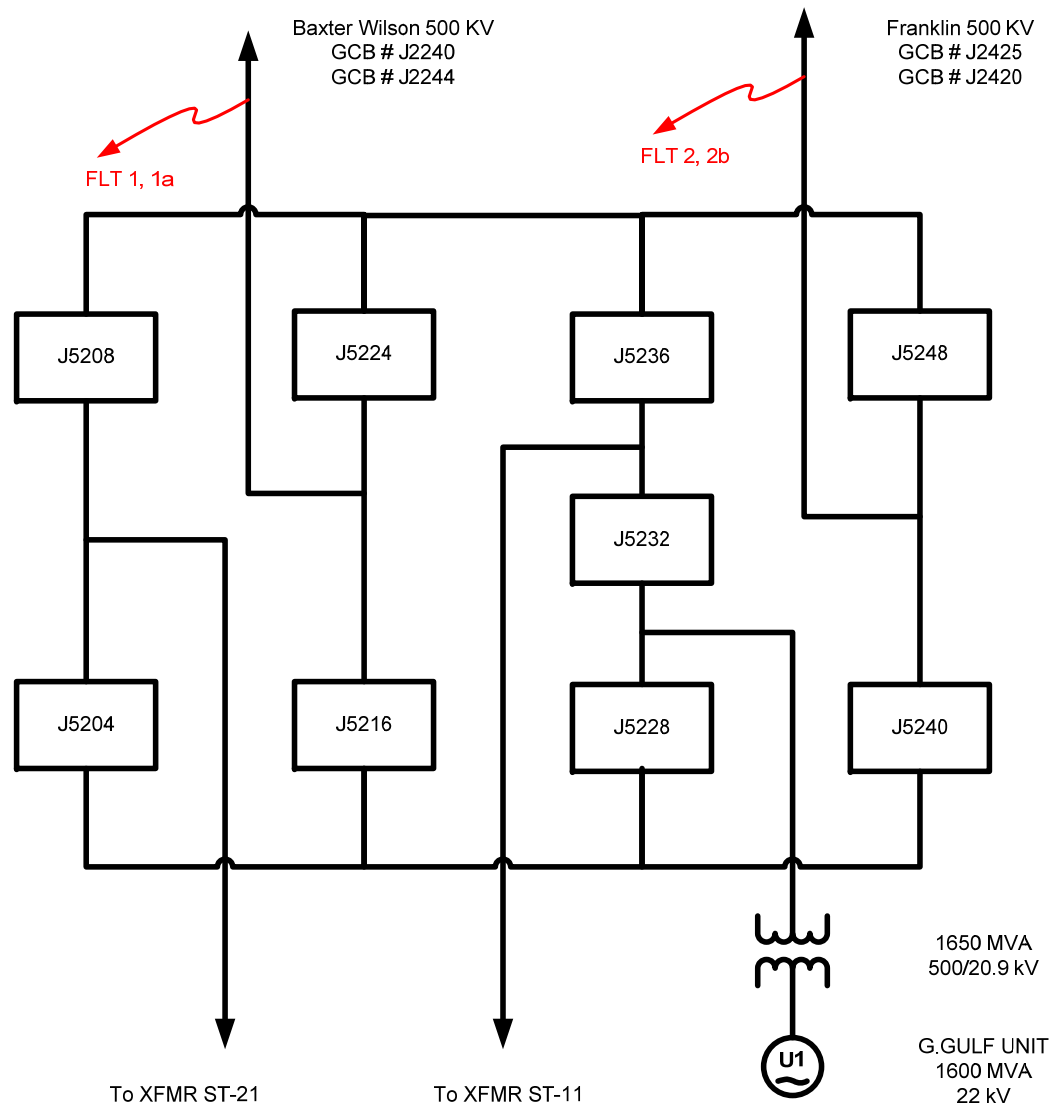 Baxter Wilson 500 KV
GCB # J2240
GCB # J2244
Franklin 500 KV
GCB # J2425
GCB # J2420
FLT 1, 1a
FLT 2, 2b
J5208
J5224
J5236
J5248
J5232
J5204
J5216
J5228
J5240
1650 MVA
500/20.9 kV
U1
G.GULF UNIT
1600 MVA
22 kV
To XFMR ST-21
To XFMR ST-11